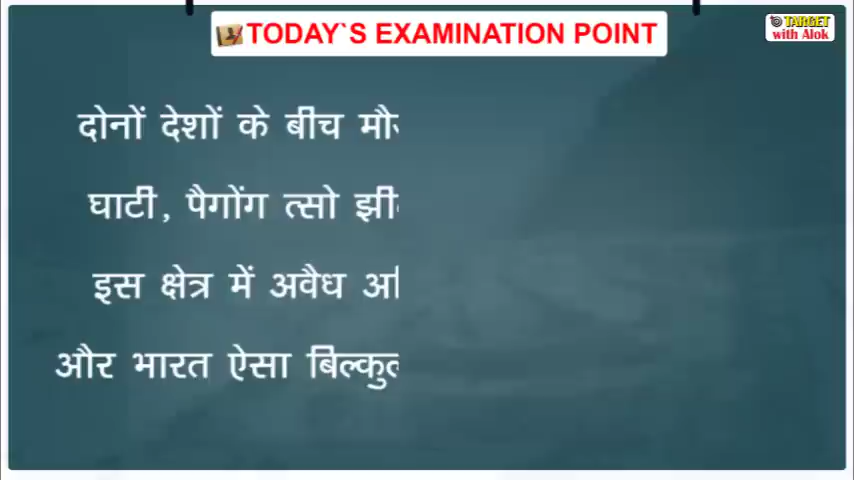 TODAY`S EXAMINATION POINT
TARGET
with Alok
दोनों देशों के बीच
घाटी, पैगोंग त्सो
इस क्षेत्र में अवैध
और भारत ऐसा